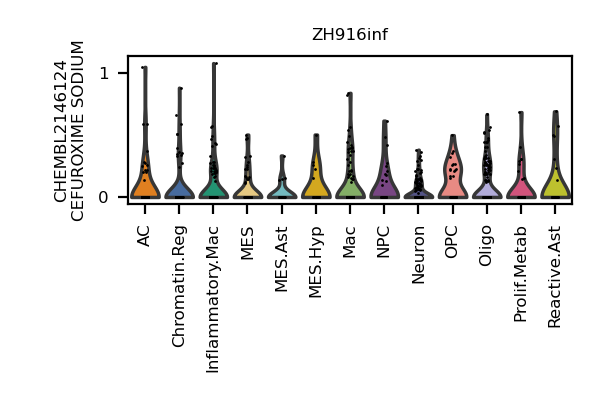 ZH916inf
CHEMBL2146124
CEFUROXIME SODIUM
1
0
AC
Chromatin.Reg
Inflammatory.Mac
MES
MES.Ast
MES.Hyp
Mac
NPC
Neuron
OPC
Oligo
Prolif.Metab
Reactive.Ast